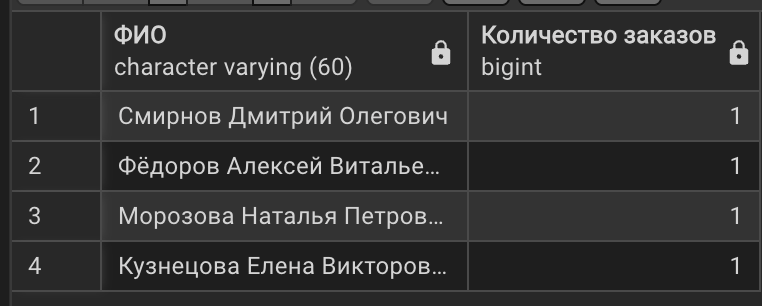 ФИО
character varying (60)
Количество заказов
bigint
1 Смирнов Дмитрий Олегович 1
2 Фёдоров Алексей Виталье... 1
3 Морозова Наталья Петров... 1
4 Кузнецова Елена Викторов... 1